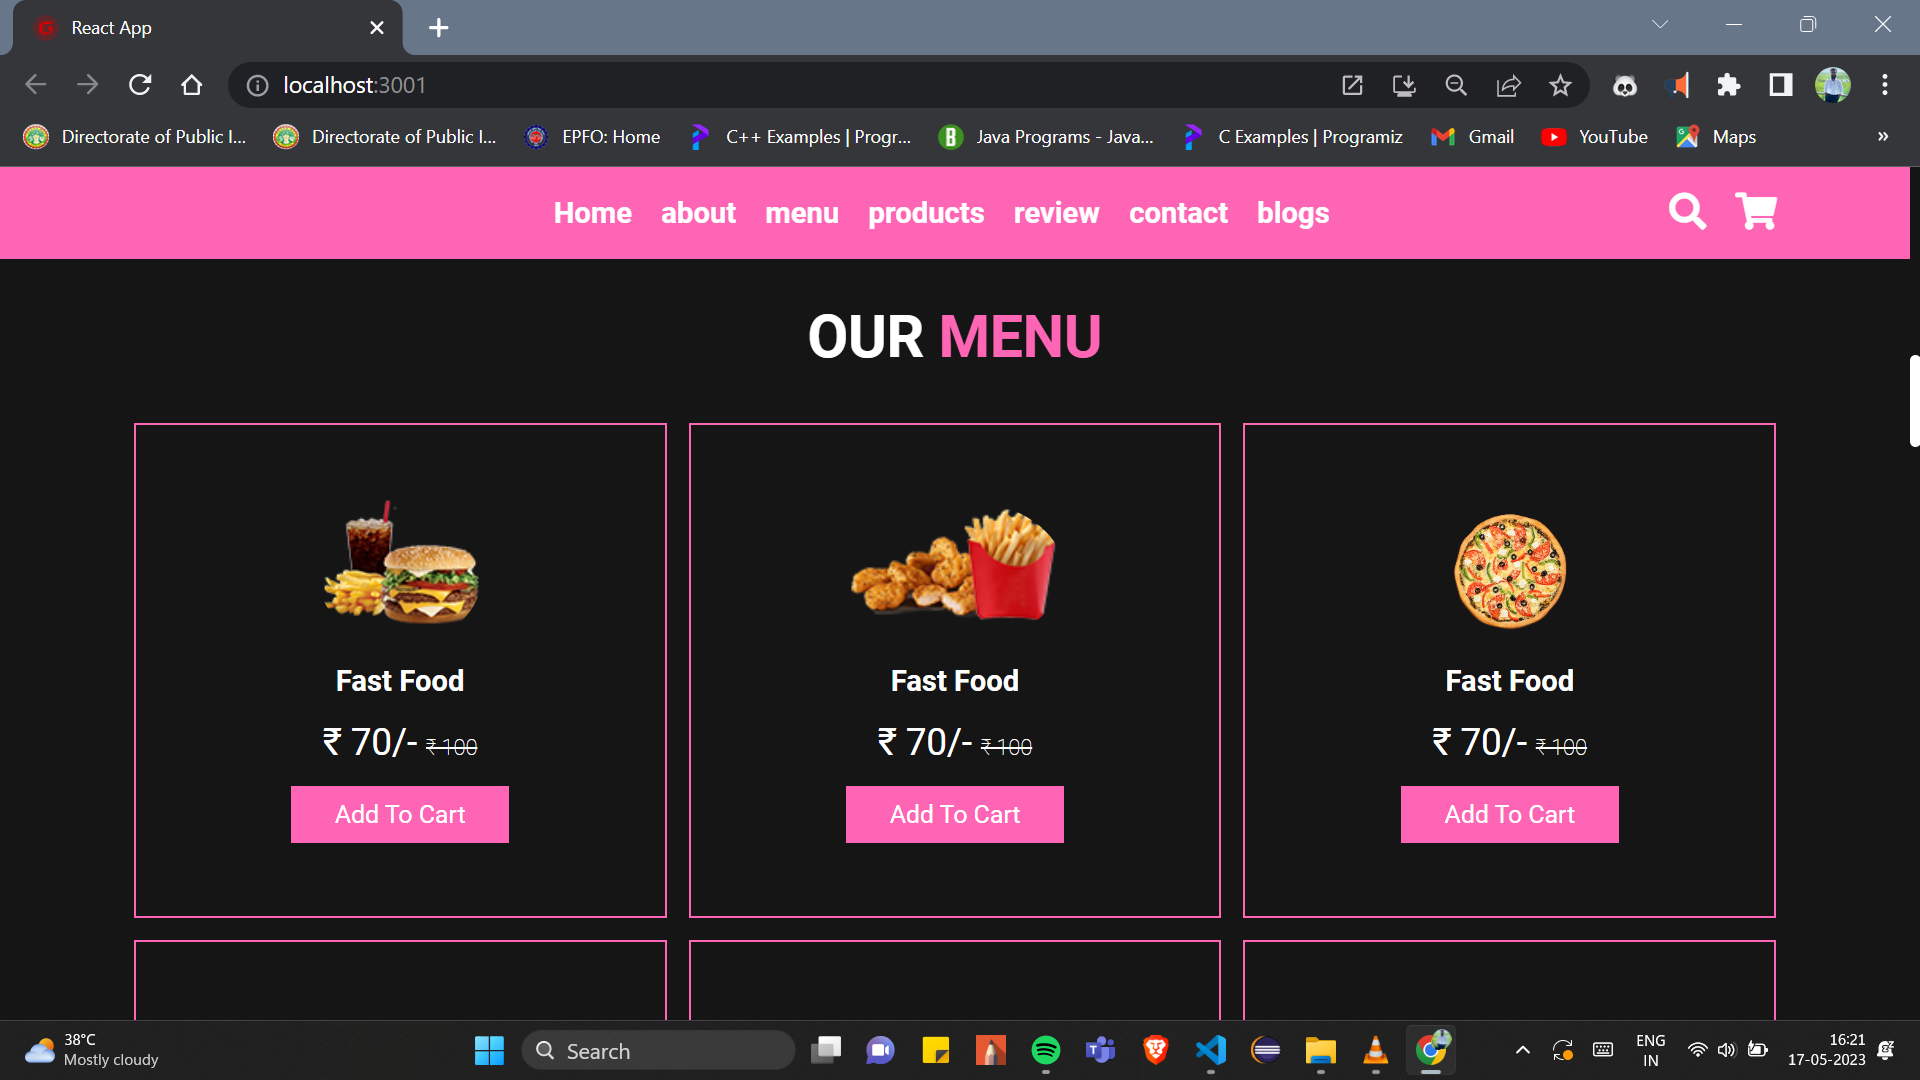 React App
localhost:3001
Directorate of Public I... Directorate of Public I... EPFO: Home C++ Examples | Progr... Java Programs - Java... C Examples | Programiz Gmail YouTube Maps »
Home about menu products review contact blogs
OUR MENU
Fast Food Fast Food Fast Food
₹ 70/- ₹ 100 ₹ 70/- ₹ 100 ₹ 70/- ₹ 100
Add To Cart Add To Cart Add To Cart
38°C
Mostly cloudy
Search
ENG
IN
16:21
17-05-2023